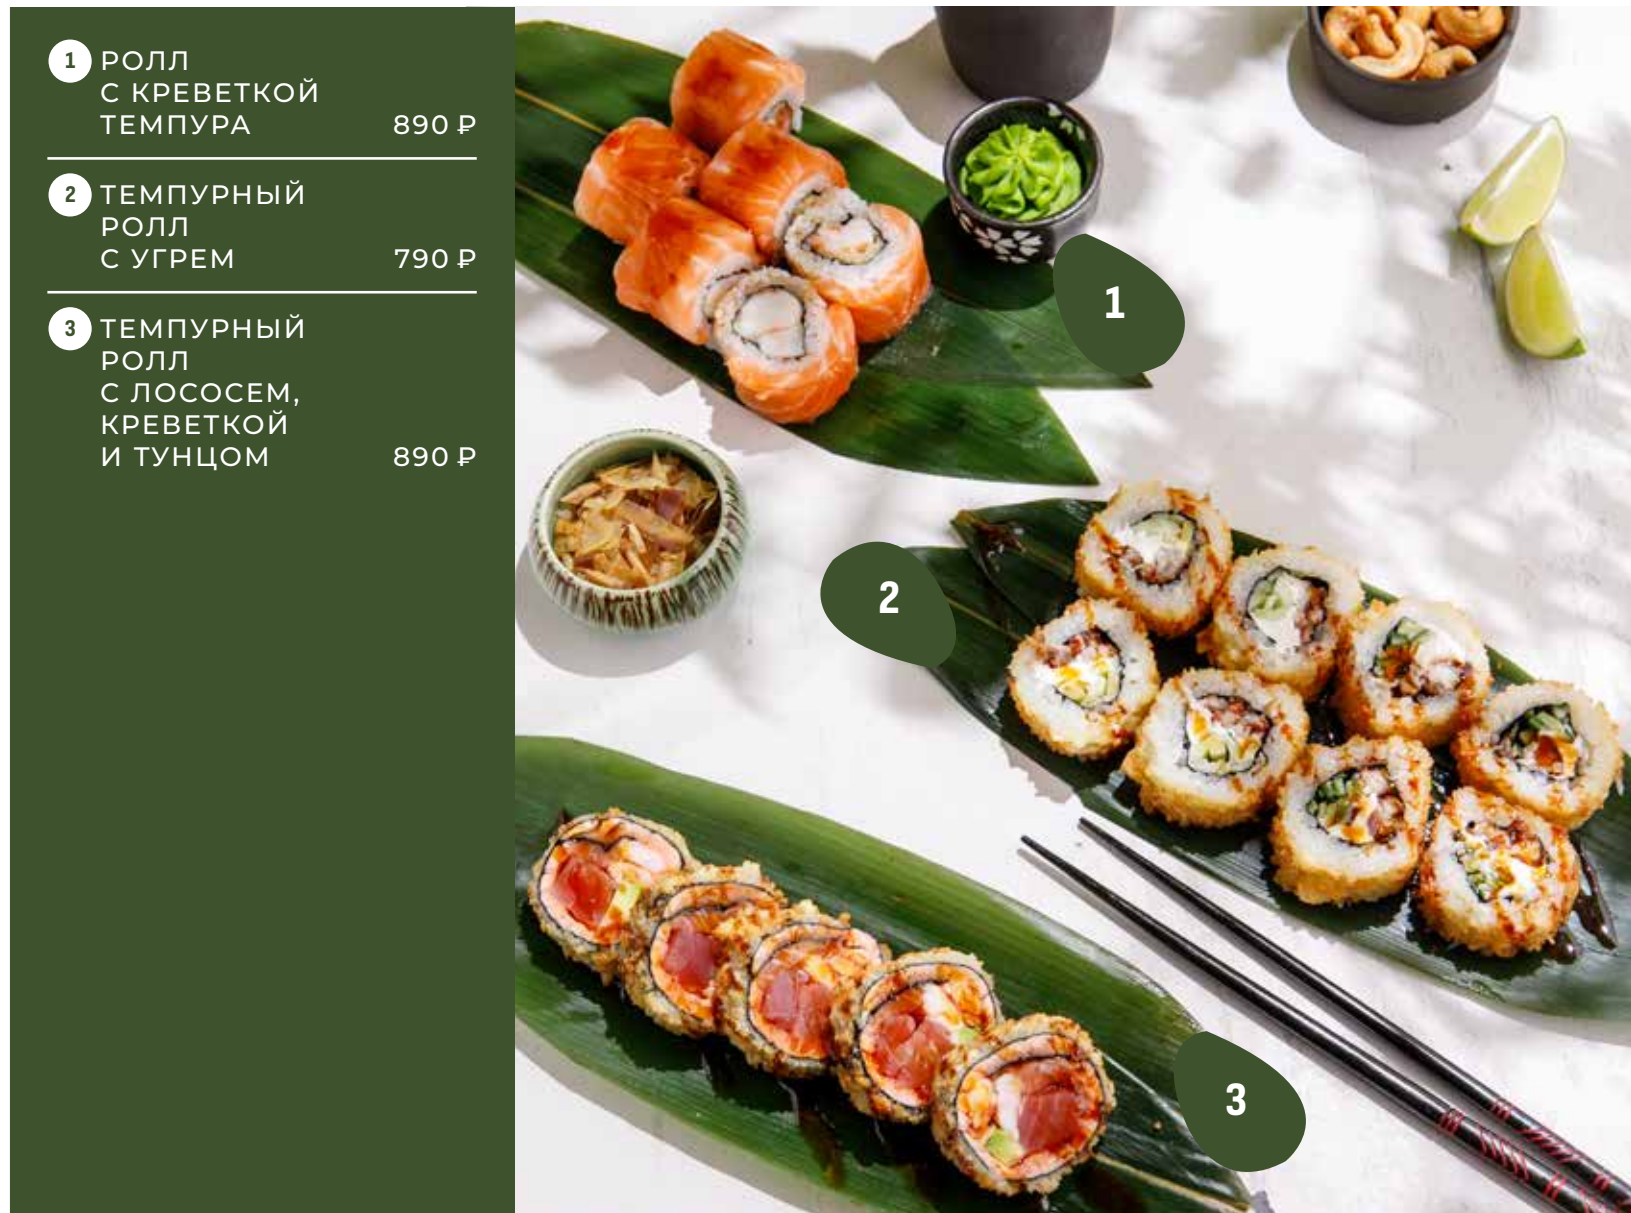 1 РОЛЛ
С КРЕВЕТКОЙ
ТЕМПУРА 890 ₽
2 ТЕМПУРНЫЙ
РОЛЛ
С УГРЕМ 790 ₽
3 ТЕМПУРНЫЙ
РОЛЛ
С ЛОСОСЕМ,
КРЕВЕТКОЙ
И ТУНЦОМ 890 ₽
1
2
3